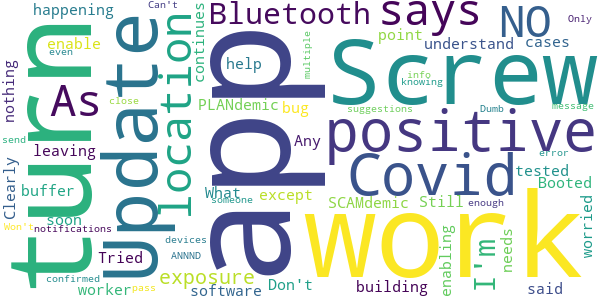 happening
Can't
Bluetooth
says
NO
Only
turn
update
location
continues
enable
even
As
nothing
app
help
multiple
point
understand
cases
Screw
info
knowing
close
PLANdemic
bug
suggestions
Dumb
message
send
leaving
Any
positive
error
Clearly
buffer
What
someone
except
Covid
tested
enough
Booted
soon
SCAMdemic
Still
Won't
notifications
work
I'm
enabling
needs
worried
Tried
devices
ANNND
confirmed
worker
pass
exposure
software
Don't
building
said